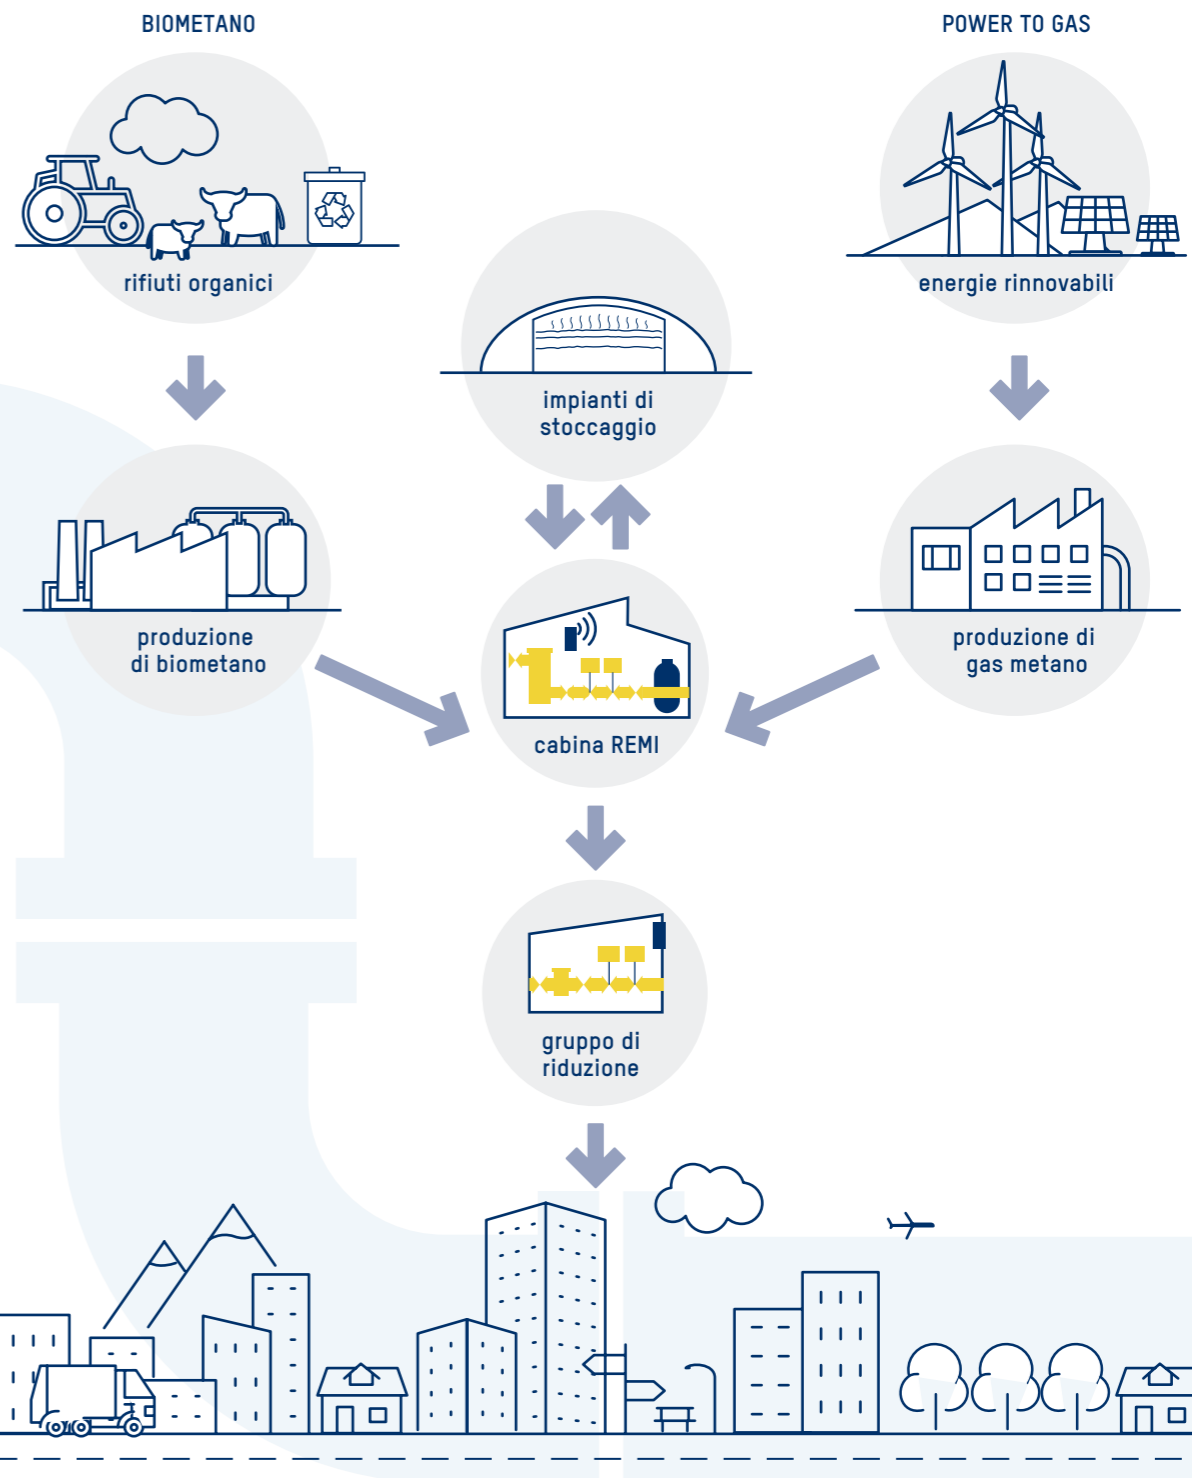 BIOMETANO
POWER TO GAS
rifiuti organici
energie rinnovabili
impianti di
stoccaggio
produzione
di biometano
produzione di
gas metano
cabina REMI
gruppo di
riduzione